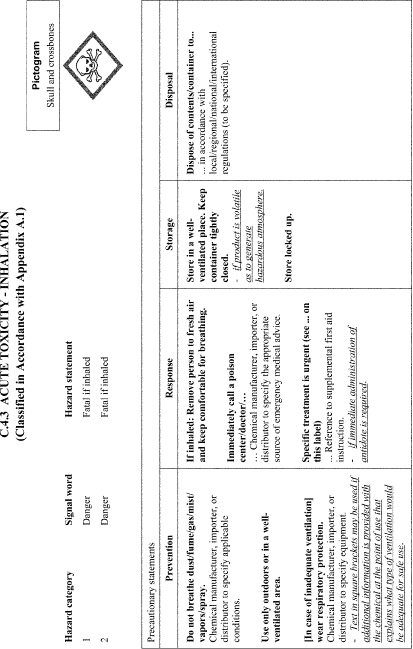 C.4.3 ACUTE TOXICITY - INHALATION
(Classified in Accordance with Appendix A.1)
Pictogram
Skull and crossbones
Hazard category Signal word Hazard statement
1 Danger Fatal if inhaled
2 Danger Fatal if inhaled
Precautionary statements
Prevention
Do not breathe dust/fume/gas/mist/
vapors/spray.
Chemical manufacturer, importer, or
distributor to specify applicable
conditions.
Use only outdoors or in a well-
ventilated area.
[In case of inadequate ventilation]
wear respiratory protection.
Chemical manufacturer, importer, or
distributor to specify equipment.
- Text in square brackets may be used if
additional information is provided with
the chemical at the point of use that
explains what type of ventilation would
be adequate for safe use.
Response
If inhaled: Remove person to fresh air
and keep comfortable for breathing.
Immediately call a poison
center/doctor/…
… Chemical manufacturer, importer, or
distributor to specify the appropriate
source of emergency medical advice.
Specific treatment is urgent (see ... on
this label)
... Reference to supplemental first aid
instruction.
- if immediate administration of
antidote is required.
Storage
Store in a well-
ventilated place. Keep
container tightly
closed.
- if product is volatile
as to generate
hazardous atmosphere.
Store locked up.
Disposal
Dispose of contents/container to...
... in accordance with
local/regional/national/international
regulations (to be specified).